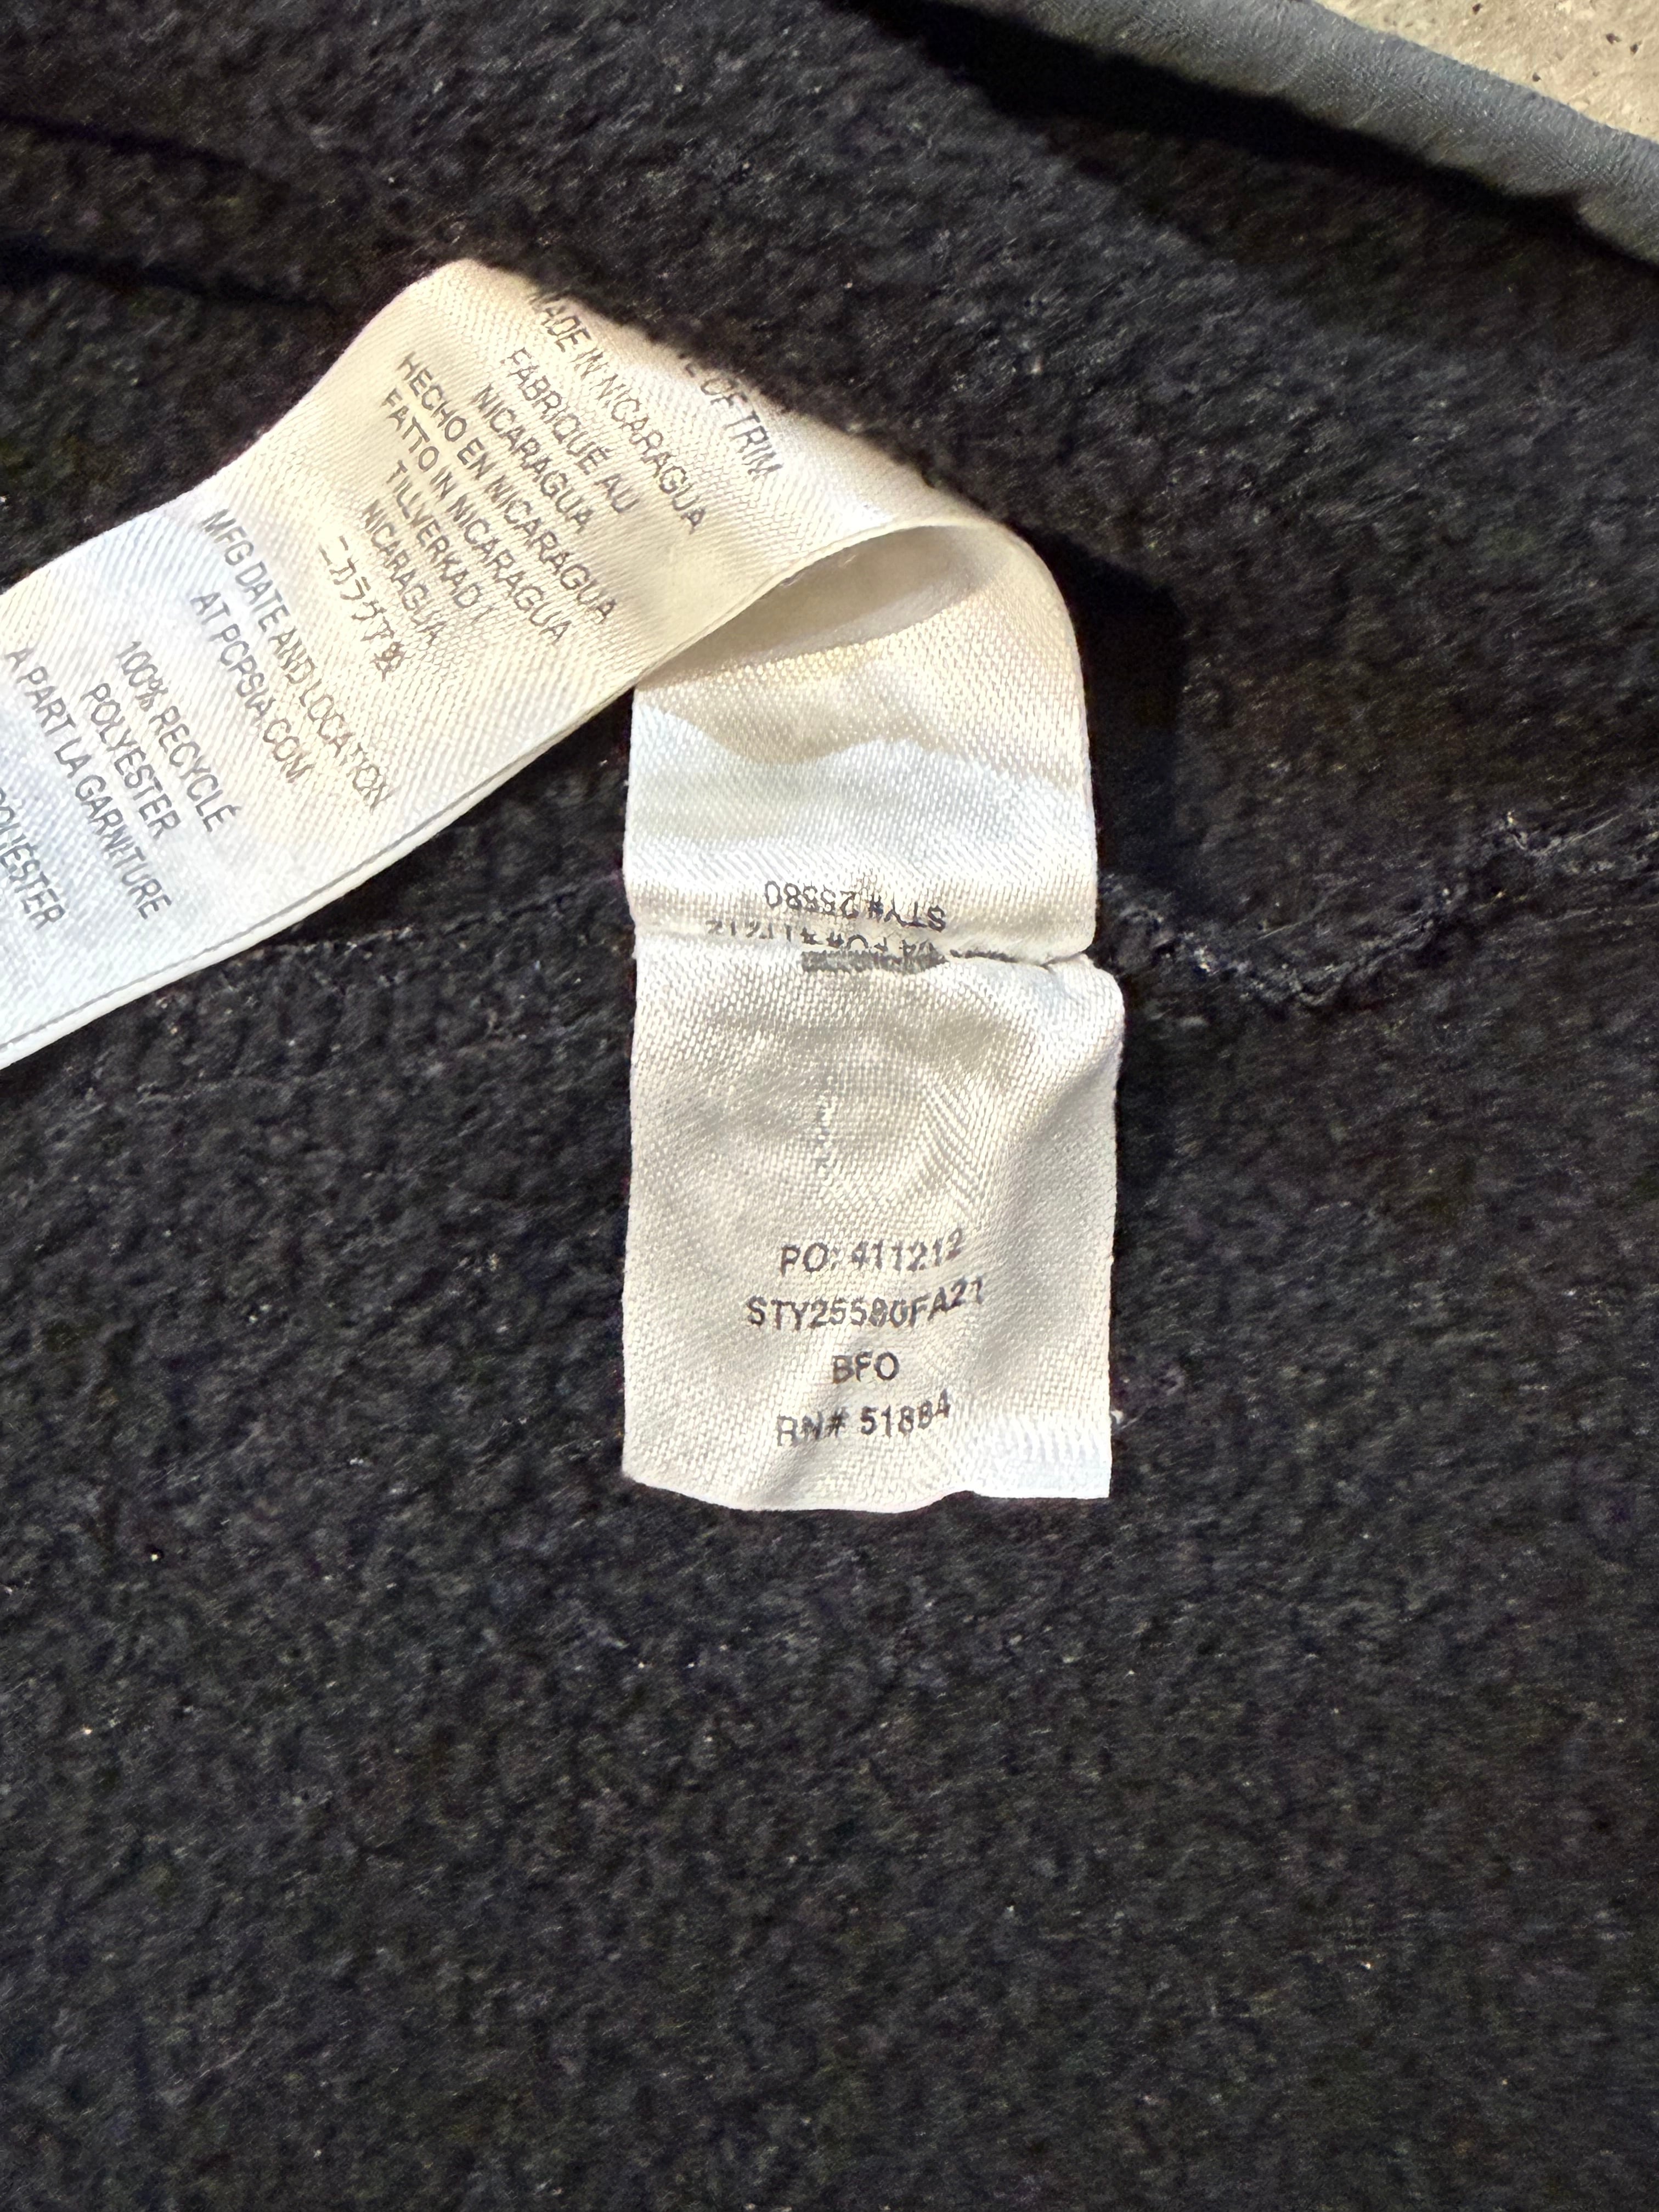 OF TRIM
MADE IN NICARAGUA
FABRIQUÉ AU
NICARAGUA
HECHO EN NICARAGUA
FATTO IN NICARAGUA
TILLVERKAD I
NICARAGUA
ニカラグア製
MFG DATE AND LOCATION
AT PCPSIA.COM
100% RECYCLÉ
POLYESTER
À PART LA GARNITURE
STY# 25580
PO: 411212
STY25580FA21
BFO
RN# 51884